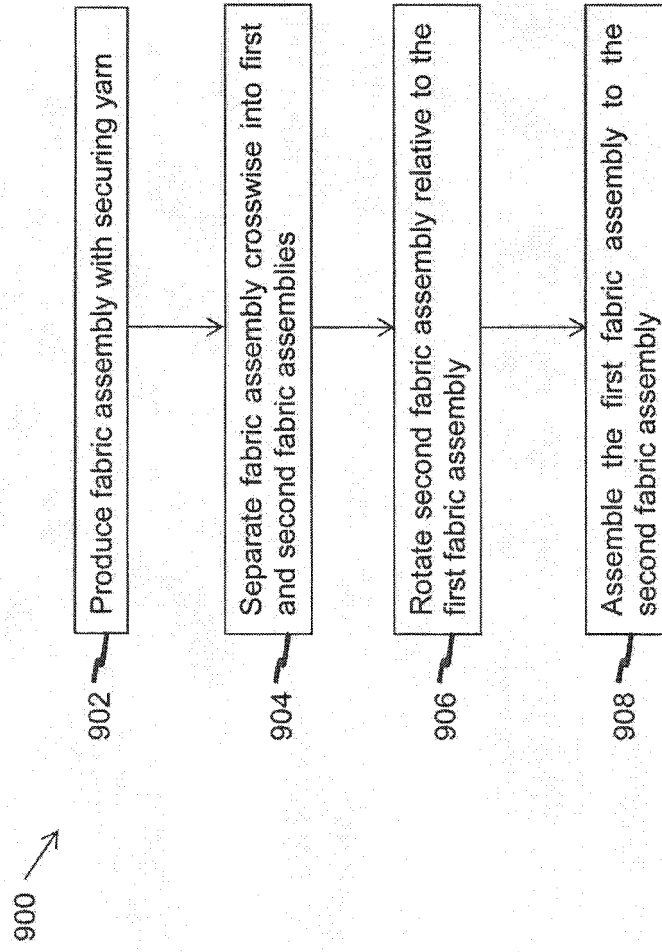 900
902
Produce fabric assembly with securing yarn
904
Separate fabric assembly crosswise into first
and second fabric assemblies
906
Rotate second fabric assembly relative to the
first fabric assembly
908
Assemble the first fabric assembly to the
second fabric assembly